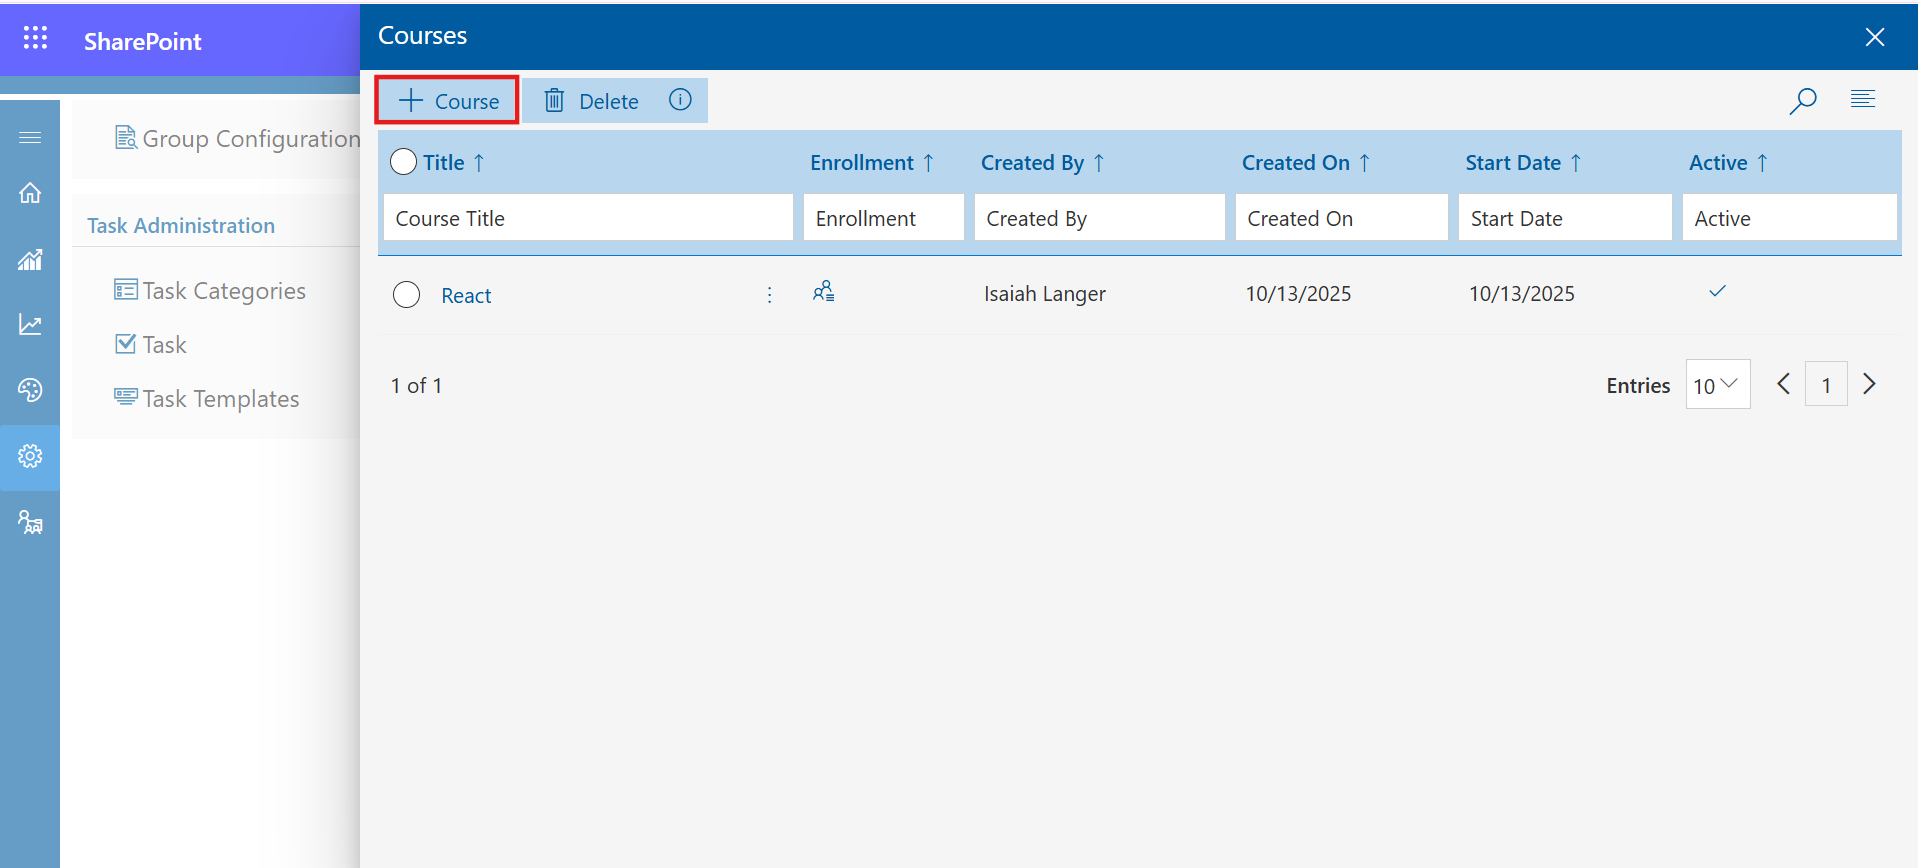 SharePoint
Courses
Course
Delete
Group Configuration
Title ↑ Enrollment ↑ Created By ↑ Created On ↑ Start Date ↑ Active ↑
Course Title Enrollment Created By Created On Start Date Active
Task Administration
Task Categories
Task
Task Templates
React Isaiah Langer 10/13/2025 10/13/2025
1 of 1
Entries 10 1